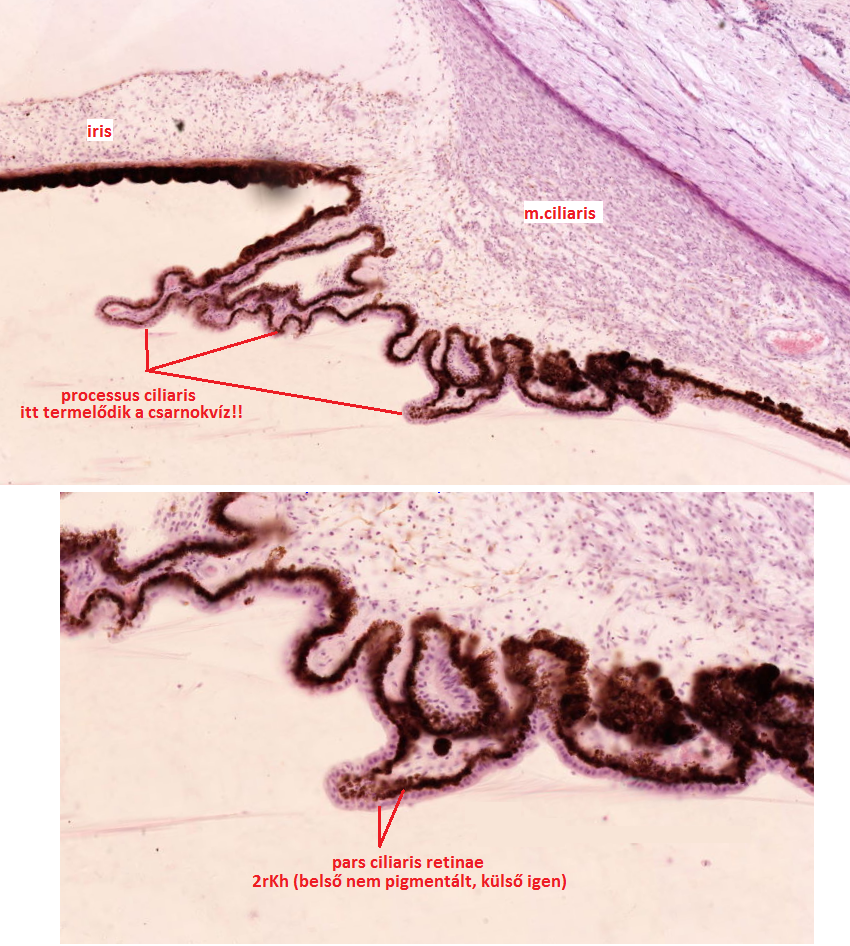 iris
m.ciliaris
processus ciliaris
itt termelődik a csarnokvíz!!
pars ciliaris retinae
2rKh (belső nem pigmentált, külső igen)